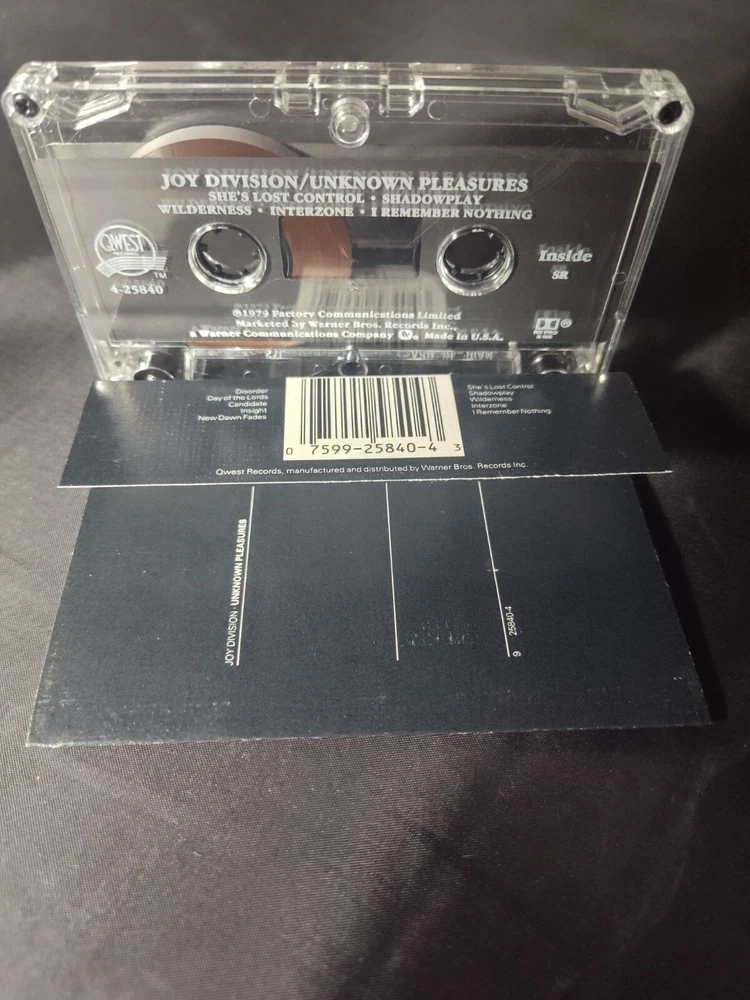 JOY DIVISION/UNKNOWN PLEASURES
SHE'S LOST CONTROL • SHADOWPLAY
WILDERNESS • INTERZONE • I REMEMBER NOTHING
QWEST
RECORDS
TM
4-25840
Inside
SR
℗1979 Factory Communications Limited
Marketed by Warner Bros. Records Inc.,
a Warner Communications Company. Made in U.S.A.
Disorder
Day of the Lords
Candidate
Insight
New Dawn Fades
0 7599-25840-4 3
She's Lost Control
Shadowplay
Wilderness
Interzone
I Remember Nothing
Qwest Records, manufactured and distributed by Warner Bros. Records Inc.
JOY DIVISION · UNKNOWN PLEASURES
9 25840-4